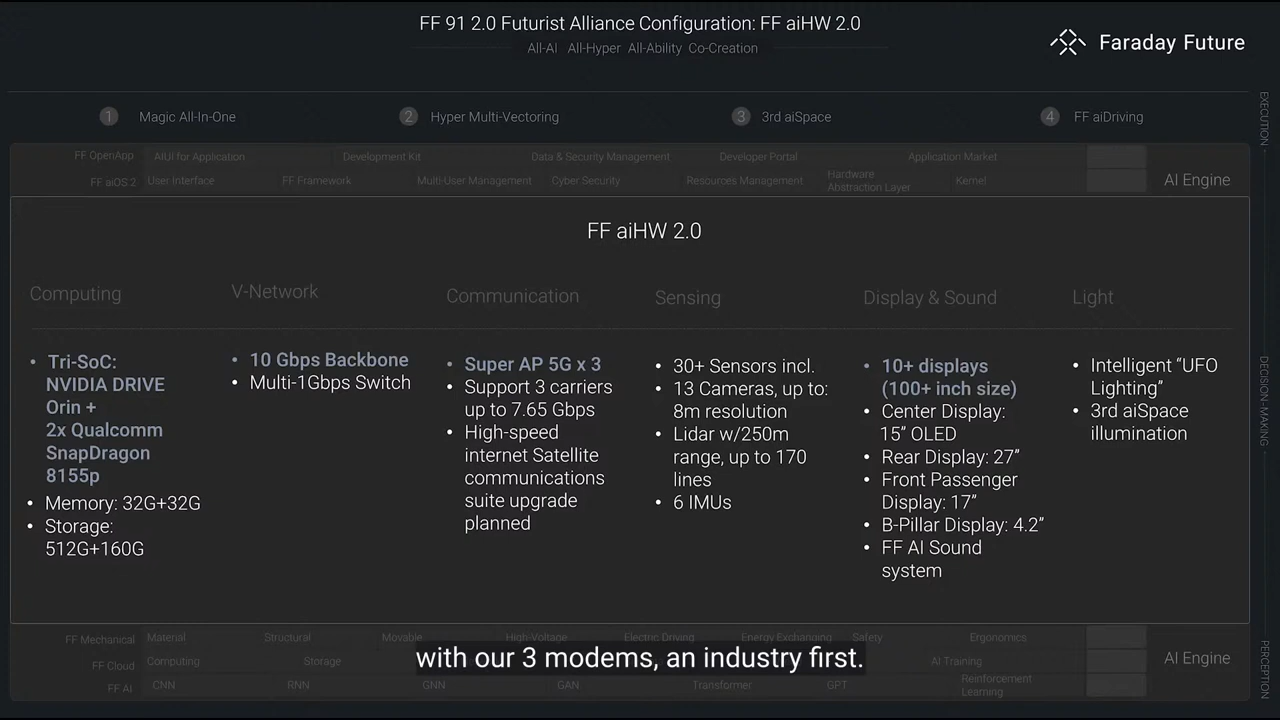 FF 91 2.0 Futurist Alliance Configuration: FF aiHW 2.0
All-AI All-Hyper All-Ability Co-Creation
Faraday Future
1 Magic All-In-One
2 Hyper Multi-Vectoring
3 3rd aiSpace
4 FF aiDriving
EXECUTION
FF OpenApp AIUI for Application Development Kit Data & Security Management Developer Portal Application Market
FF aiOS 2 User Interface FF Framework Multi-User Management Cyber Security Resources Management Hardware Abstraction Layer Kernel
AI Engine
FF aiHW 2.0
Computing
• Tri-SoC:
NVIDIA DRIVE
Orin +
2x Qualcomm
SnapDragon
8155p
• Memory: 32G+32G
• Storage:
512G+160G
V-Network
• 10 Gbps Backbone
• Multi-1Gbps Switch
Communication
• Super AP 5G x 3
• Support 3 carriers
up to 7.65 Gbps
• High-speed
internet Satellite
communications
suite upgrade
planned
Sensing
• 30+ Sensors incl.
• 13 Cameras, up to:
8m resolution
• Lidar w/250m
range, up to 170
lines
• 6 IMUs
Display & Sound
• 10+ displays
(100+ inch size)
• Center Display:
15” OLED
• Rear Display: 27”
• Front Passenger
Display: 17”
• B-Pillar Display: 4.2”
• FF AI Sound
system
Light
• Intelligent “UFO
Lighting”
• 3rd aiSpace
illumination
DECISION-MAKING
FF Mechanical Material Structural Movable High-Voltage Electric Driving Energy Exchanging Safety Ergonomics
FF Cloud Computing Storage AI Training
FF AI CNN RNN GNN GAN Transformer GPT Reinforcement Learning
AI Engine
PERCEPTION
with our 3 modems, an industry first.